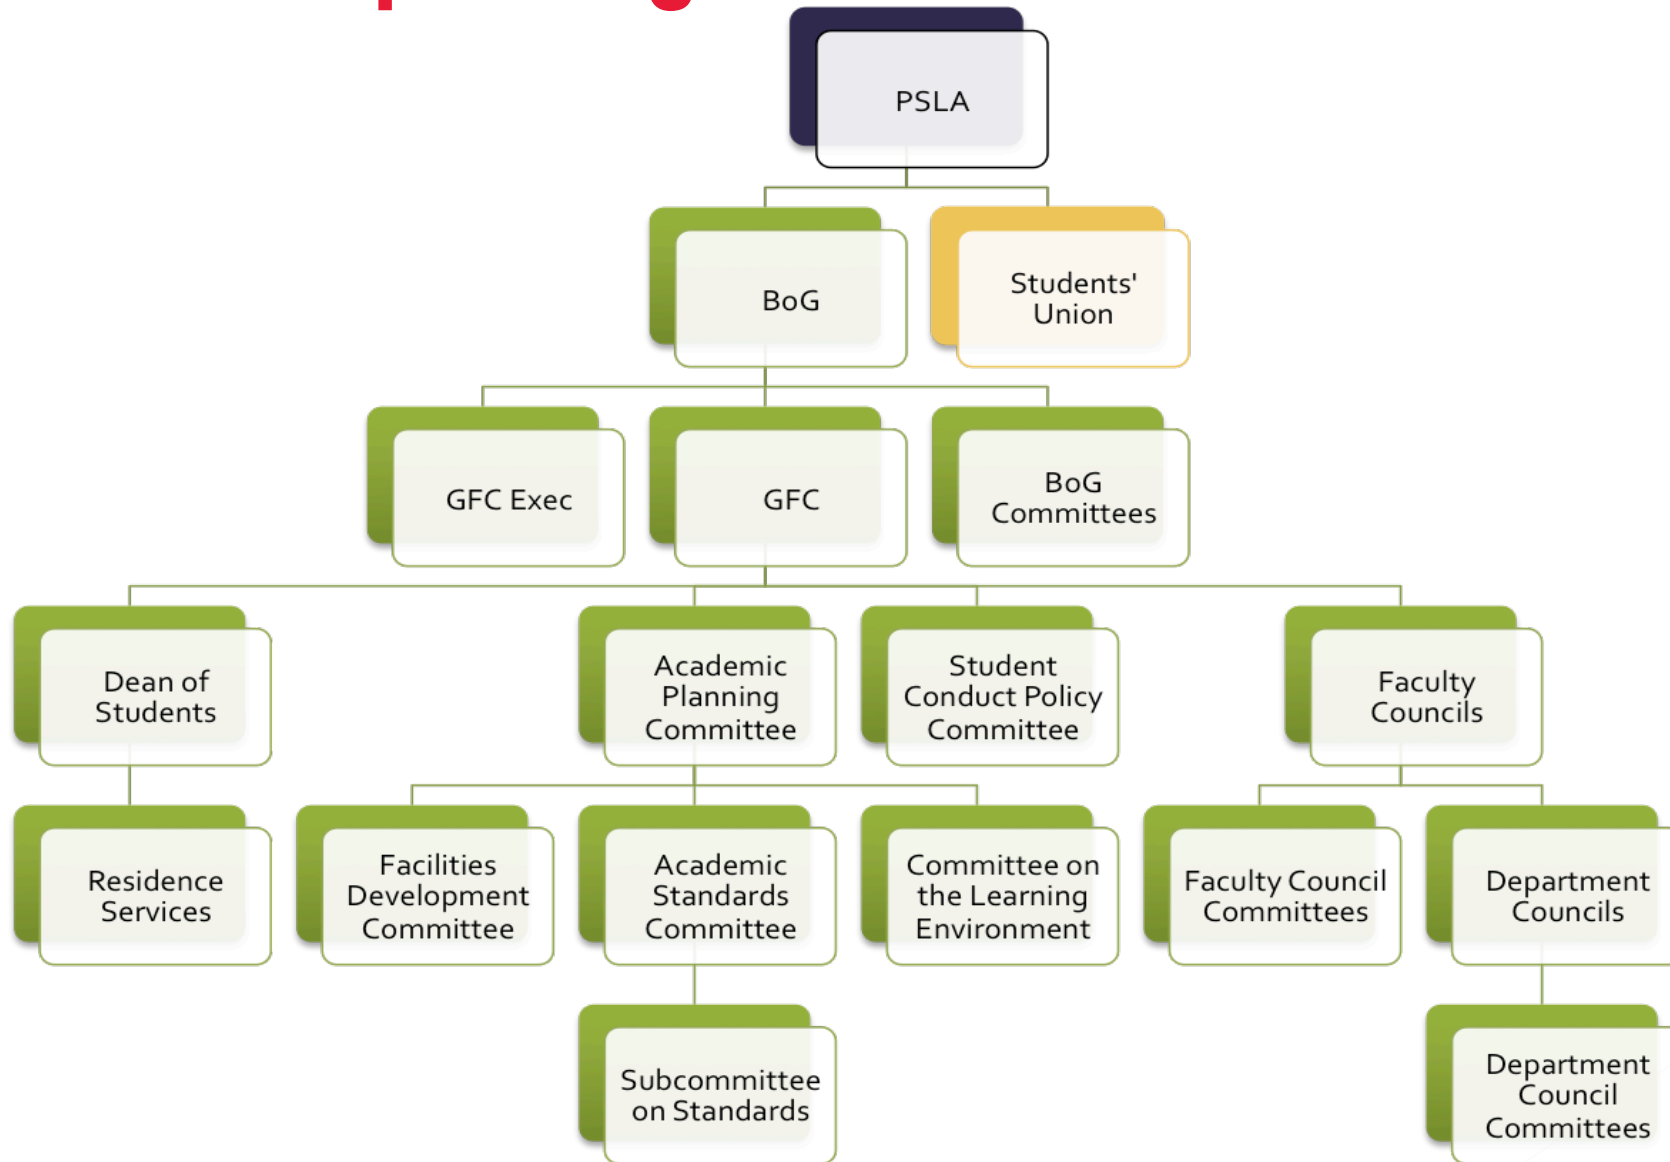 PSLA
BoG
Students'
Union
GFC Exec
GFC
BoG
Committees
Dean of
Students
Academic
Planning
Committee
Student
Conduct Policy
Committee
Faculty
Councils
Residence
Services
Facilities
Development
Committee
Academic
Standards
Committee
Committee on
the Learning
Environment
Faculty Council
Committees
Department
Councils
Subcommittee
on Standards
Department
Council
Committees